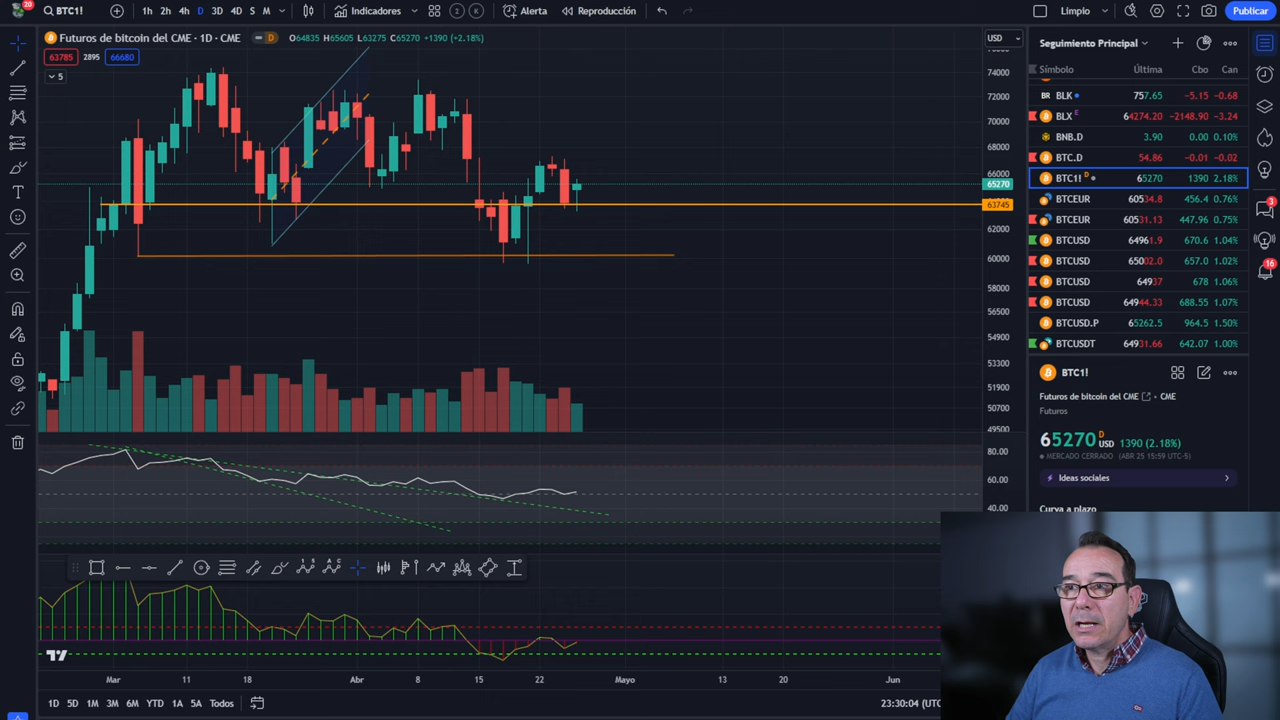 20
BTC1!
1h 2h 4h D 3D 4D S M
Indicadores
2 K
Alerta
Reproducción
Limpio
Publicar
Futuros de bitcoin del CME · 1D · CME
D
O64835 H65605 L63275 C65270 +1390 (+2.18%)
63785 2895 66680
5
USD
74000
72000
70000
68000
66000
65270
63745
62000
60000
58000
56500
54900
53300
51900
50700
49500
80.00
60.00
40.00
Mar 11 18 Abr 8 15 22 Mayo 13 20 Jun
1D 5D 1M 3M 6M YTD 1A 5A Todos
23:30:04 (UTC
Seguimiento Principal
Símbolo Última Cbo Can
BLK 757.65 -5.15 -0.68
BLX E 64274.20 -2148.90 -3.24
BNB.D 3.90 0.00 0.10%
BTC.D 54.86 -0.01 -0.02
BTC1! D 65270 1390 2.18%
BTCEUR 60534.8 456.4 0.76%
BTCEUR 60531.13 447.96 0.75%
BTCUSD 64961.9 670.6 1.04%
BTCUSD 65002.0 657.0 1.02%
BTCUSD 64937 678 1.06%
BTCUSD 64944.33 688.55 1.07%
BTCUSD.P 65262.5 964.5 1.50%
BTCUSDT 64931.66 642.07 1.00%
BTC1!
Futuros de bitcoin del CME · CME
Futuros
65270 D USD 1390 (2.18%)
MERCADO CERRADO (ABR 25 15:59 UTC-5)
Ideas sociales
Curva a plazo
3
16